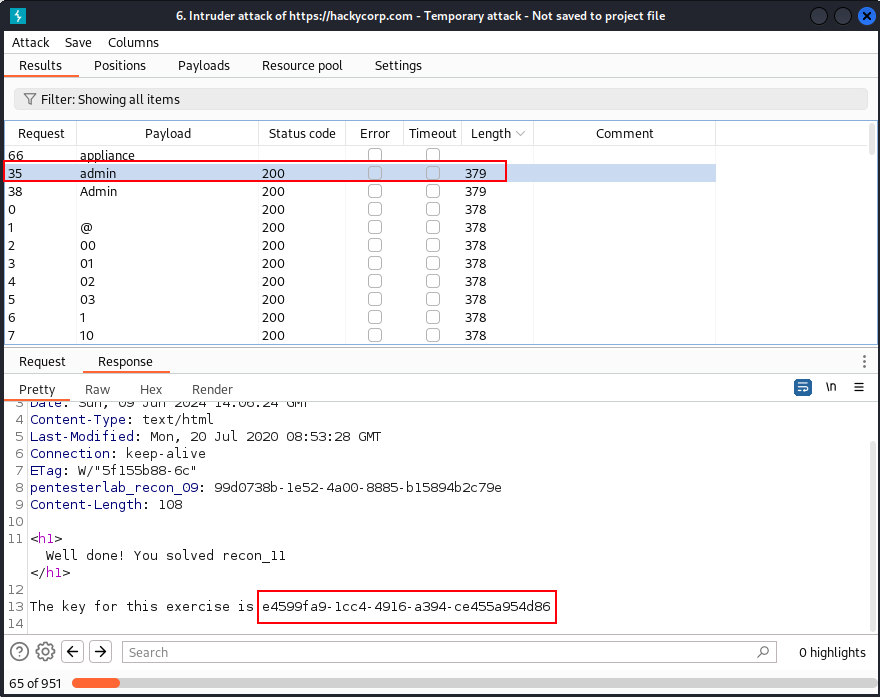 6. Intruder attack of https://hackycorp.com - Temporary attack - Not saved to project file
Attack Save Columns
Results Positions Payloads Resource pool Settings
Filter: Showing all items
Request Payload Status code Error Timeout Length Comment
66 appliance
35 admin 200 379
38 Admin 200 379
0 200 378
1 @ 200 378
2 00 200 378
3 01 200 378
4 02 200 378
5 03 200 378
6 1 200 378
7 10 200 378
Request Response
Pretty Raw Hex Render \n
3 Date: Sun, 09 Jun 2024 14:06:24 GMT
4 Content-Type: text/html
5 Last-Modified: Mon, 20 Jul 2020 08:53:28 GMT
6 Connection: keep-alive
7 ETag: W/"5f155b88-6c"
8 pentesterlab_recon_09: 99d0738b-1e52-4a00-8885-b15894b2c79e
9 Content-Length: 108
10
11 <h1>
Well done! You solved recon_11
</h1>
12
13 The key for this exercise is e4599fa9-1cc4-4916-a394-ce455a954d86
14
Search 0 highlights
65 of 951